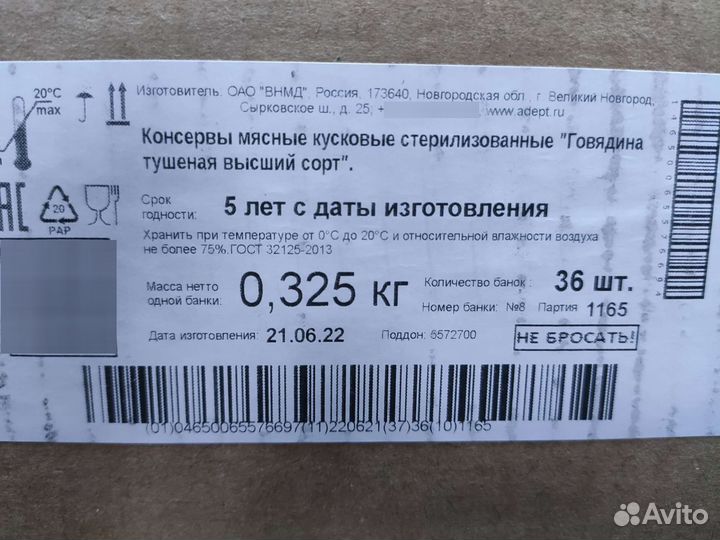 20°C
max
Изготовитель: ОАО "ВНМД", Россия, 173640, Новгородская обл., г. Великий Новгород,
Сырковское ш., д. 25, + www.adept.ru
Консервы мясные кусковые стерилизованные "Говядина
тушеная высший сорт".
EAC
20
PAP
Срок
годности: 5 лет с даты изготовления
Хранить при температуре от 0°С до 20°С и относительной влажности воздуха
не более 75%.ГОСТ 32125-2013
Масса нетто
одной банки: 0,325 кг
Количество банок: 36 шт.
Номер банки: №8 Партия 1165
Дата изготовления: 21.06.22 Поддон: 5572700 НЕ БРОСАТЬ!
(01)04650065576697(11)220621(37)36(10)1165
Avito